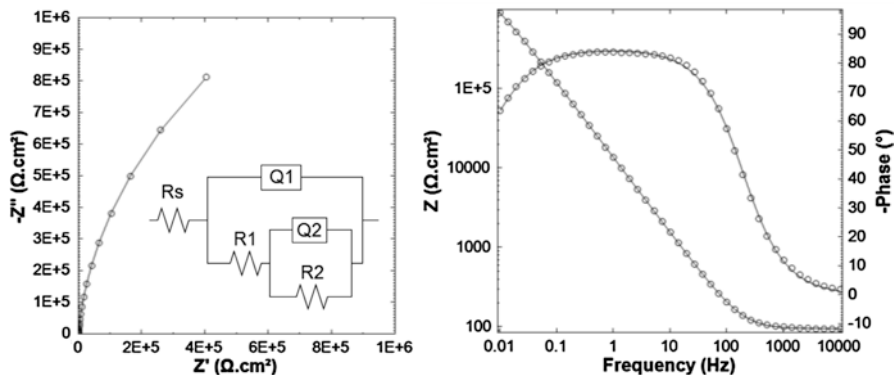 1E+6
9E+5
8E+5
7E+5
6E+5
5E+5
4E+5
3E+5
2E+5
1E+5
0
-Z'' (Ω.cm²)
0 2E+5 4E+5 6E+5 8E+5 1E+6
Z' (Ω.cm²)
Rs
Q1
R1
Q2
R2
1E+5
10000
1000
100
Z (Ω.cm²)
0.01 0.1 1 10 100 1000 10000
Frequency (Hz)
80
70
60
50
40
30
20
10
0
-10
-Phase (°)